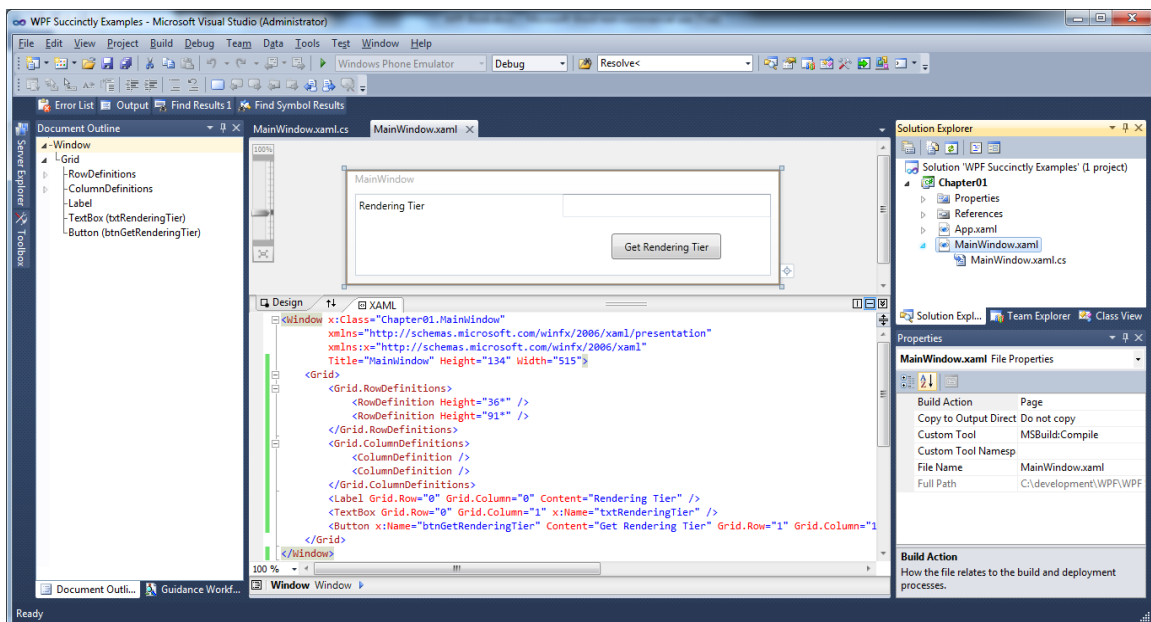 WPF Succinctly Examples - Microsoft Visual Studio (Administrator)
File Edit View Project Build Debug Team Data Tools Test Window Help
Windows Phone Emulator Debug Resolve<
Error List Output Find Results 1 Find Symbol Results
Server Explorer
Toolbox
Document Outline
-Window
Grid
RowDefinitions
ColumnDefinitions
Label
TextBox (txtRenderingTier)
Button (btnGetRenderingTier)
Document Outli... Guidance Workf...
MainWindow.xaml.cs MainWindow.xaml
100%
MainWindow
Rendering Tier
Get Rendering Tier
Design XAML
<Window x:Class="Chapter01.MainWindow"
xmlns="http://schemas.microsoft.com/winfx/2006/xaml/presentation"
xmlns:x="http://schemas.microsoft.com/winfx/2006/xaml"
Title="MainWindow" Height="134" Width="515">
<Grid>
<Grid.RowDefinitions>
<RowDefinition Height="36*" />
<RowDefinition Height="91*" />
</Grid.RowDefinitions>
<Grid.ColumnDefinitions>
<ColumnDefinition />
<ColumnDefinition />
</Grid.ColumnDefinitions>
<Label Grid.Row="0" Grid.Column="0" Content="Rendering Tier" />
<TextBox Grid.Row="0" Grid.Column="1" x:Name="txtRenderingTier" />
<Button x:Name="btnGetRenderingTier" Content="Get Rendering Tier" Grid.Row="1" Grid.Column="1
</Grid>
</Window>
100 %
Window Window
Solution Explorer
Solution 'WPF Succinctly Examples' (1 project)
Chapter01
Properties
References
App.xaml
MainWindow.xaml
MainWindow.xaml.cs
Solution Expl... Team Explorer Class View
Properties
MainWindow.xaml File Properties
Build Action Page
Copy to Output Direct Do not copy
Custom Tool MSBuild:Compile
Custom Tool Namesp
File Name MainWindow.xaml
Full Path C:\development\WPF\WPF
Build Action
How the file relates to the build and deployment
processes.
Ready